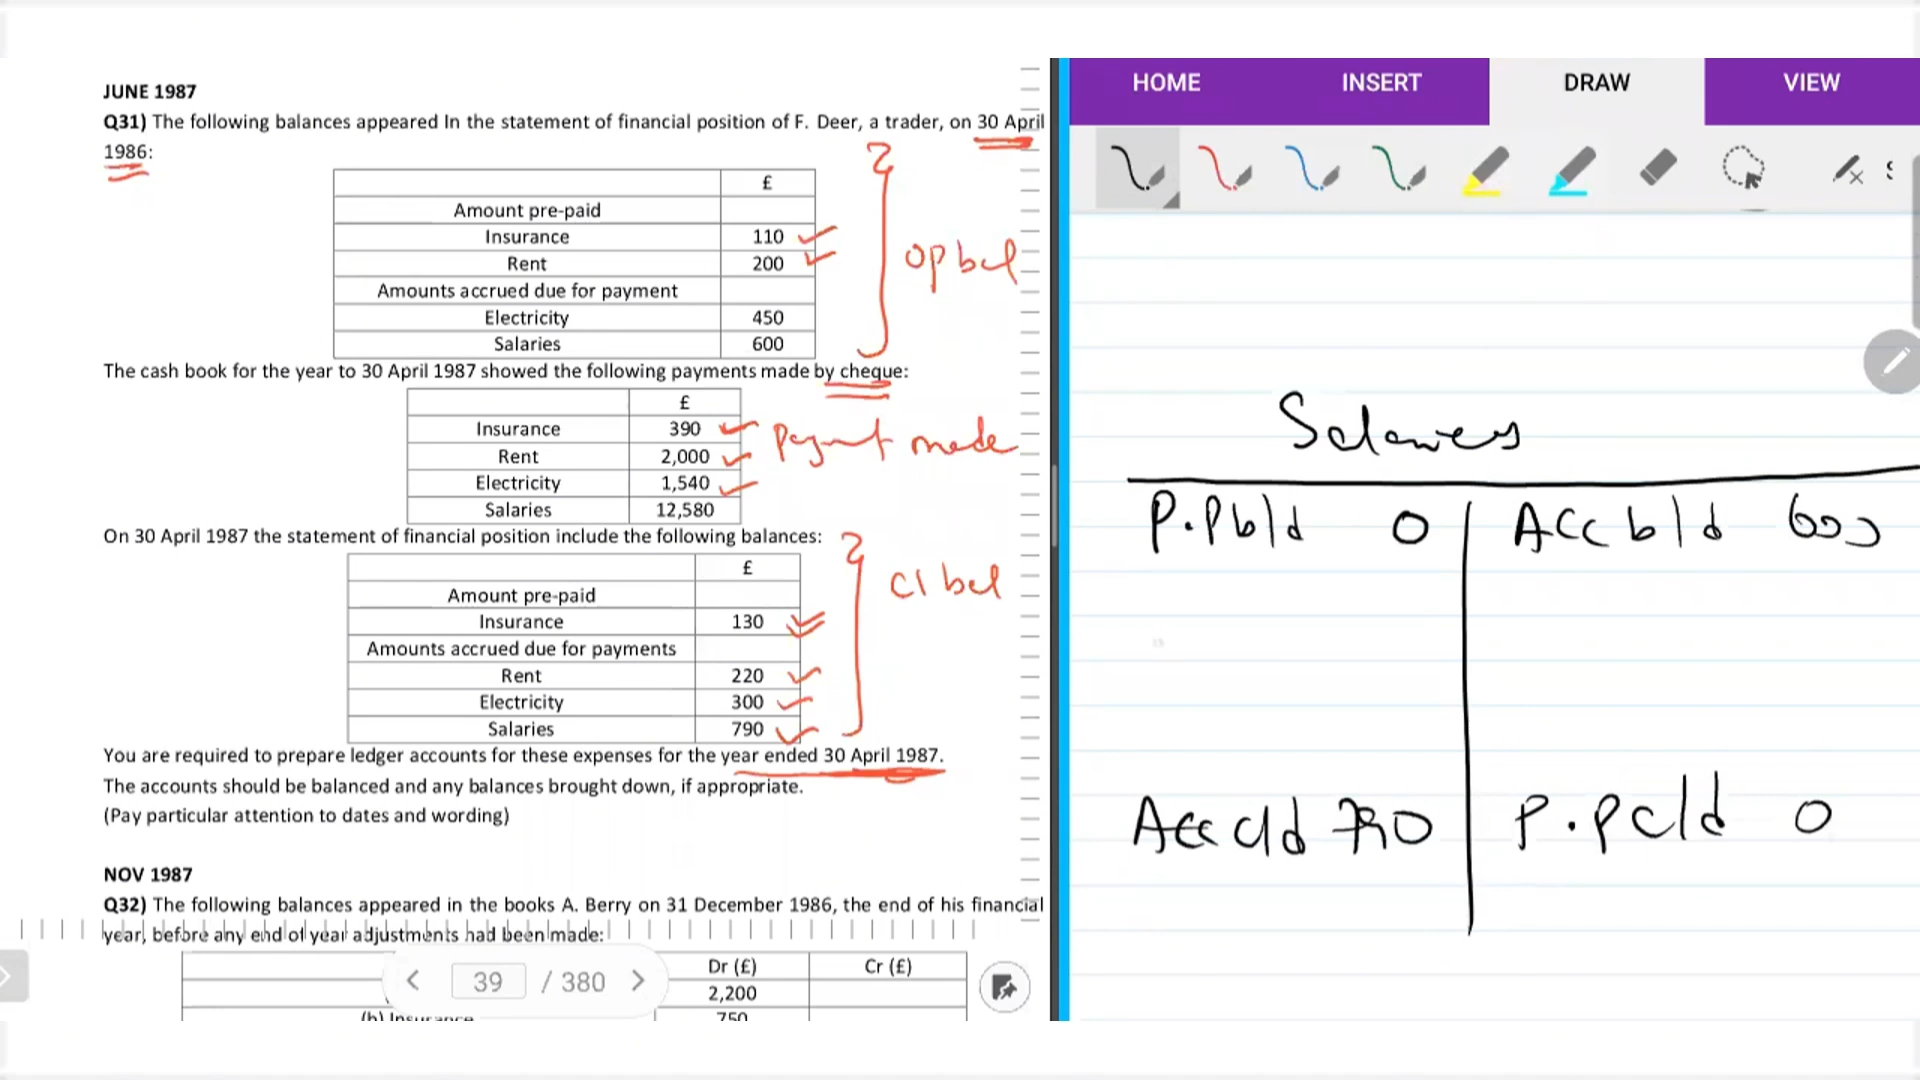 JUNE 1987
Q31) The following balances appeared In the statement of financial position of F. Deer, a trader, on 30 April
1986:
£
Amount pre-paid
Insurance 110
Rent 200
Amounts accrued due for payment
Electricity 450
Salaries 600
Op bal
The cash book for the year to 30 April 1987 showed the following payments made by cheque:
£
Insurance 390
Rent 2,000
Electricity 1,540
Salaries 12,580
Payment made
On 30 April 1987 the statement of financial position include the following balances:
£
Amount pre-paid
Insurance 130
Amounts accrued due for payments
Rent 220
Electricity 300
Salaries 790
Cl bal
You are required to prepare ledger accounts for these expenses for the year ended 30 April 1987.
The accounts should be balanced and any balances brought down, if appropriate.
(Pay particular attention to dates and wording)
NOV 1987
Q32) The following balances appeared in the books A. Berry on 31 December 1986, the end of his financial
year, before any end of year adjustments had been made:
Dr (£) Cr (£)
2,200
(b) Insurance 750
39 / 380
HOME INSERT DRAW VIEW
Salaries
P.P b/d 0 Acc b/d 600
Acc c/d 790 P.P c/d 0